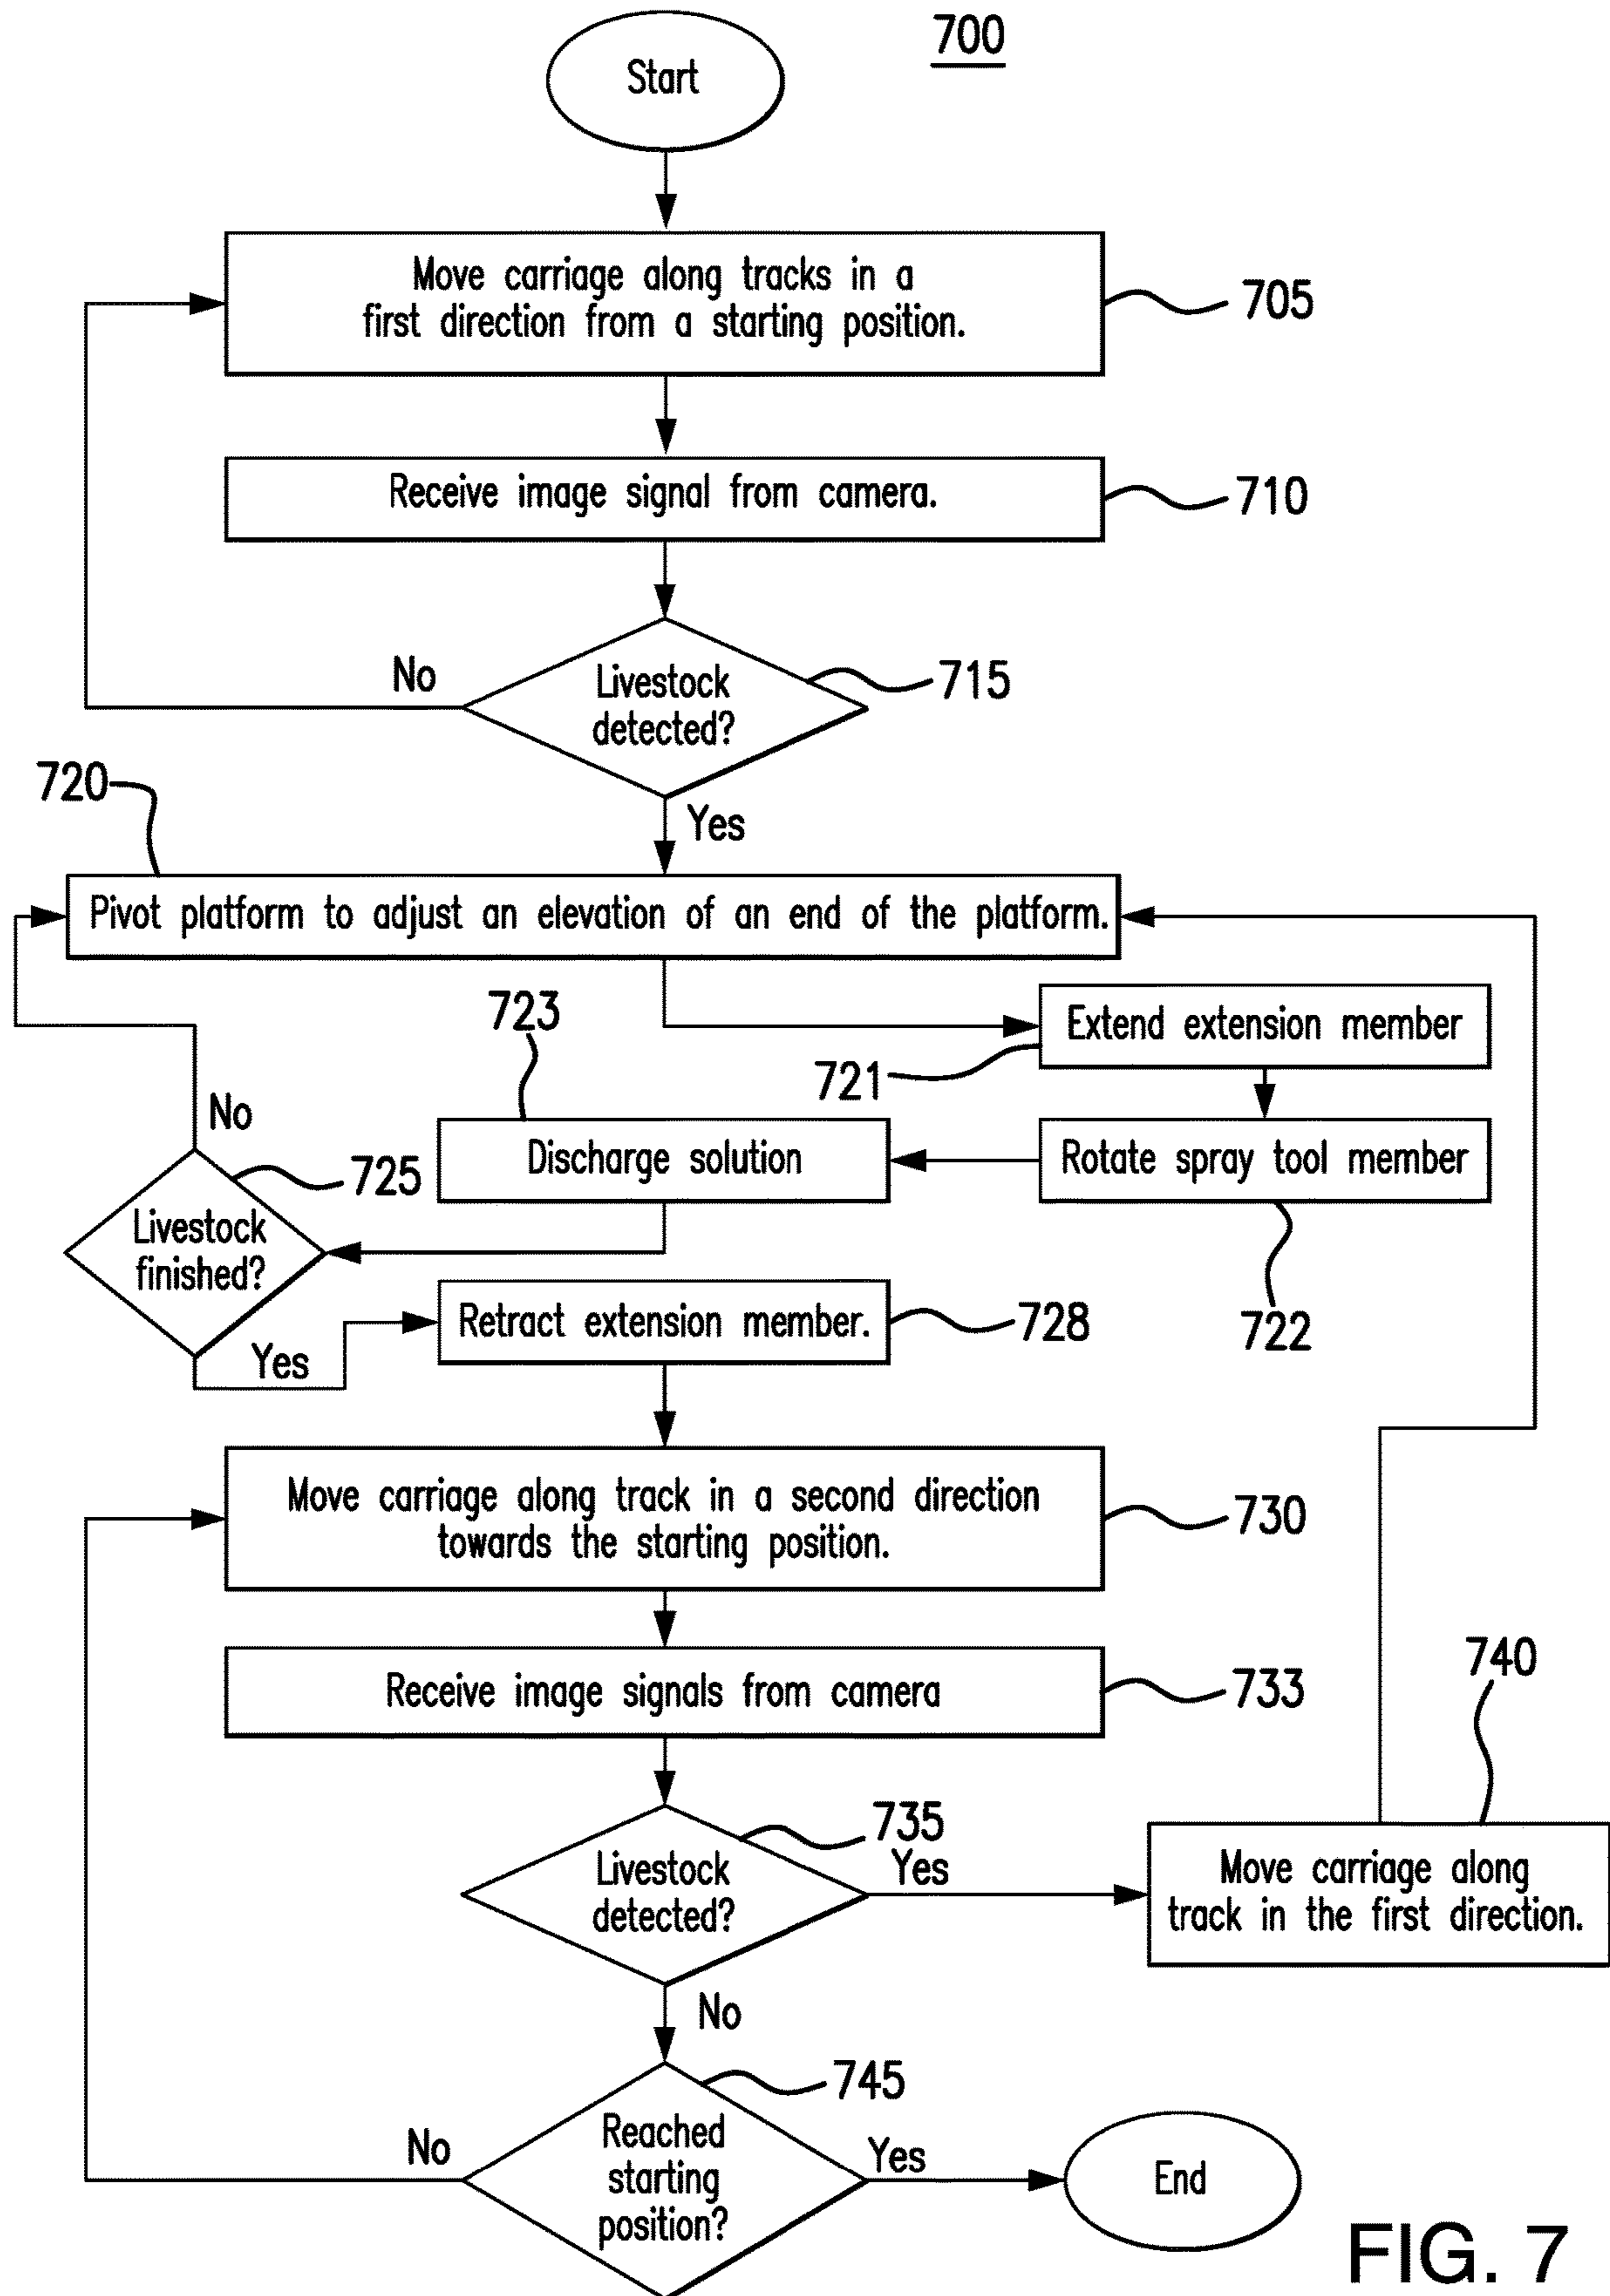 700
Start
Move carriage along tracks in a
first direction from a starting position.
705
Receive image signal from camera.
710
No
Livestock
detected?
715
Yes
720
Pivot platform to adjust an elevation of an end of the platform.
723
Extend extension member
721
No
Discharge solution
Rotate spray tool member
725
Livestock
finished?
722
Yes
Retract extension member.
728
Move carriage along track in a second direction
towards the starting position.
730
Receive image signals from camera
733
740
735
Livestock
detected?
Yes
Move carriage along
track in the first direction.
No
745
No
Reached
starting
position?
Yes
End
FIG. 7